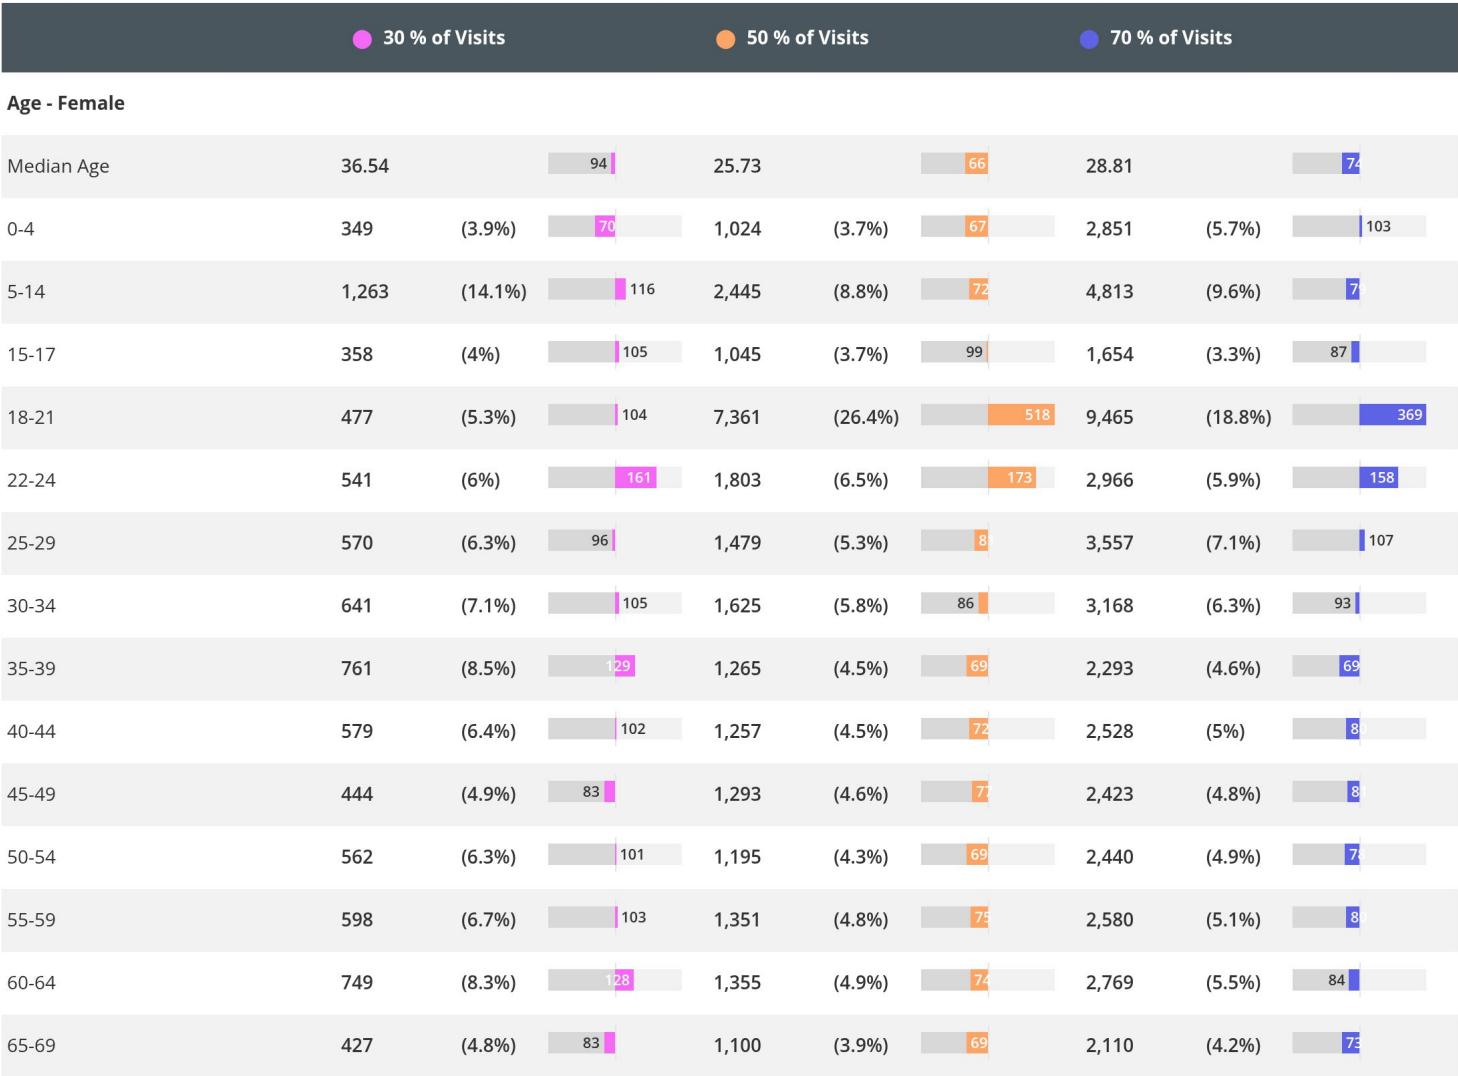 30 % of Visits 50 % of Visits 70 % of Visits
Age - Female
Median Age 36.54 94 25.73 66 28.81 74
0-4 349 (3.9%) 70 1,024 (3.7%) 67 2,851 (5.7%) 103
5-14 1,263 (14.1%) 116 2,445 (8.8%) 72 4,813 (9.6%) 79
15-17 358 (4%) 105 1,045 (3.7%) 99 1,654 (3.3%) 87
18-21 477 (5.3%) 104 7,361 (26.4%) 518 9,465 (18.8%) 369
22-24 541 (6%) 161 1,803 (6.5%) 173 2,966 (5.9%) 158
25-29 570 (6.3%) 96 1,479 (5.3%) 3,557 (7.1%) 107
30-34 641 (7.1%) 105 1,625 (5.8%) 86 3,168 (6.3%) 93
35-39 761 (8.5%) 129 1,265 (4.5%) 69 2,293 (4.6%) 69
40-44 579 (6.4%) 102 1,257 (4.5%) 72 2,528 (5%) 80
45-49 444 (4.9%) 83 1,293 (4.6%) 77 2,423 (4.8%) 81
50-54 562 (6.3%) 101 1,195 (4.3%) 69 2,440 (4.9%) 78
55-59 598 (6.7%) 103 1,351 (4.8%) 75 2,580 (5.1%) 80
60-64 749 (8.3%) 128 1,355 (4.9%) 74 2,769 (5.5%) 84
65-69 427 (4.8%) 83 1,100 (3.9%) 69 2,110 (4.2%) 73